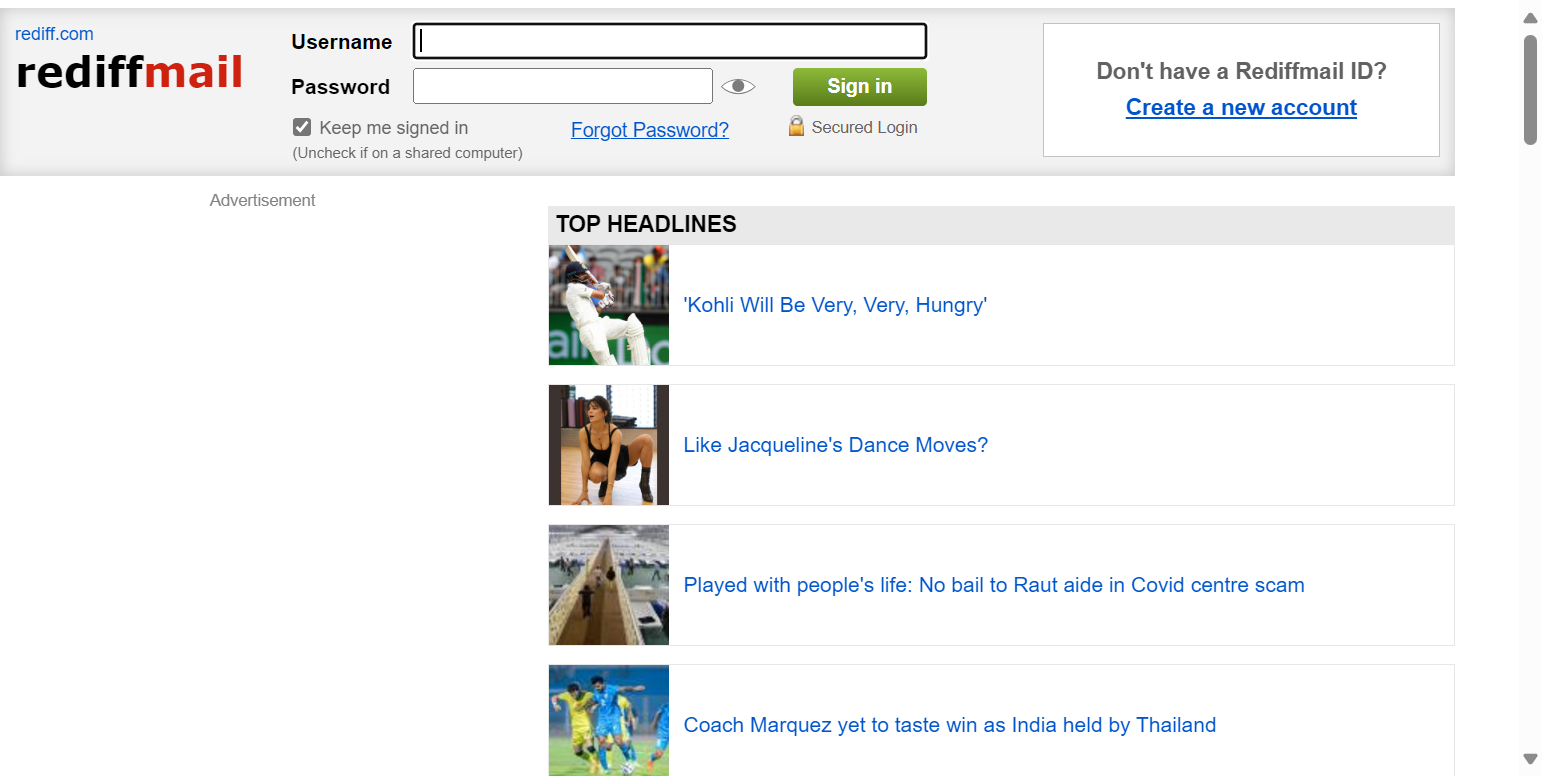 rediff.com
rediffmail
Username
Password
Sign in
Keep me signed in
(Uncheck if on a shared computer)
Forgot Password?
Secured Login
Don't have a Rediffmail ID?
Create a new account
Advertisement
TOP HEADLINES
'Kohli Will Be Very, Very, Hungry'
Like Jacqueline's Dance Moves?
Played with people's life: No bail to Raut aide in Covid centre scam
Coach Marquez yet to taste win as India held by Thailand